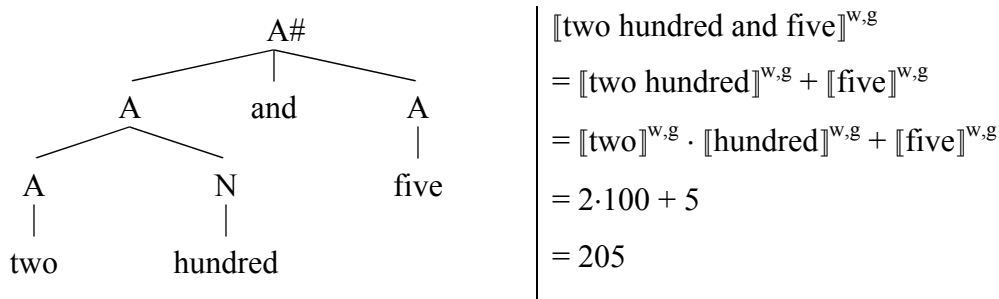 A#
A and A
A N five
two hundred
⟦two hundred and five⟧ʷ,ᵍ
= ⟦two hundred⟧ʷ,ᵍ + ⟦five⟧ʷ,ᵍ
= ⟦two⟧ʷ,ᵍ · ⟦hundred⟧ʷ,ᵍ + ⟦five⟧ʷ,ᵍ
= 2·100 + 5
= 205